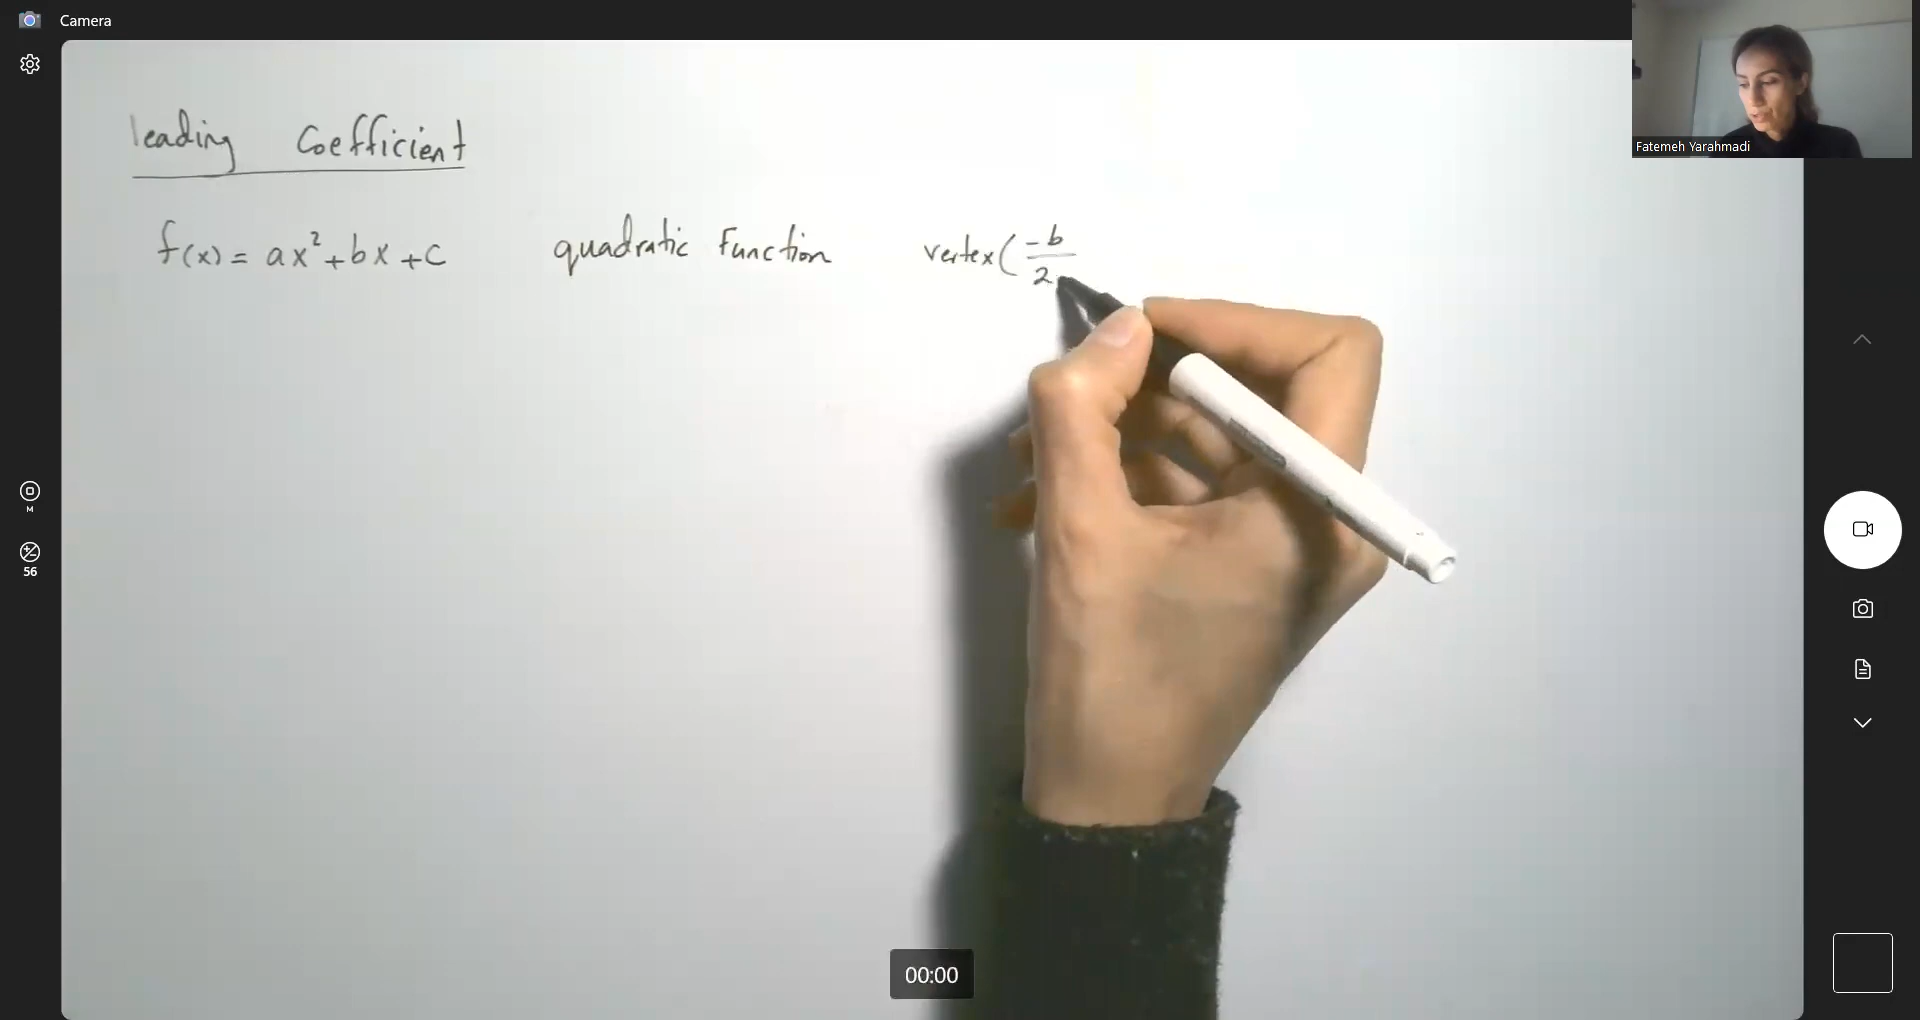 Camera
Fatemeh Yarahmadi
leading Coefficient
f(x) = ax²+bx+c quadratic Function vertex(-b/2
M
56
00:00